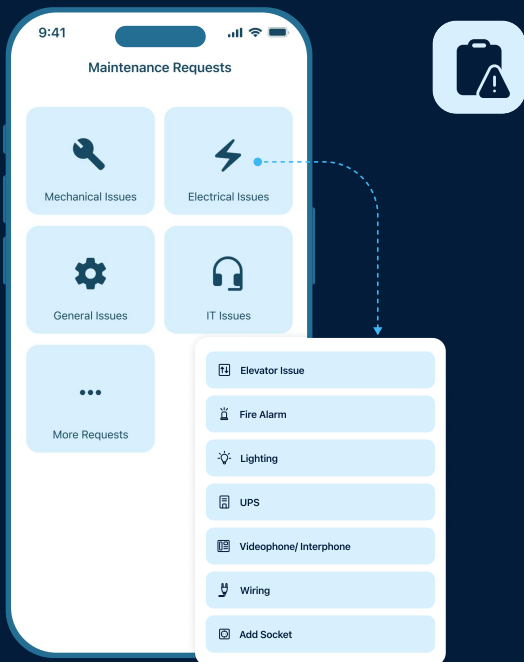 9:41
Maintenance Requests
Mechanical Issues
Electrical Issues
General Issues
IT Issues
More Requests
Elevator Issue
Fire Alarm
Lighting
UPS
Videophone/ Interphone
Wiring
Add Socket